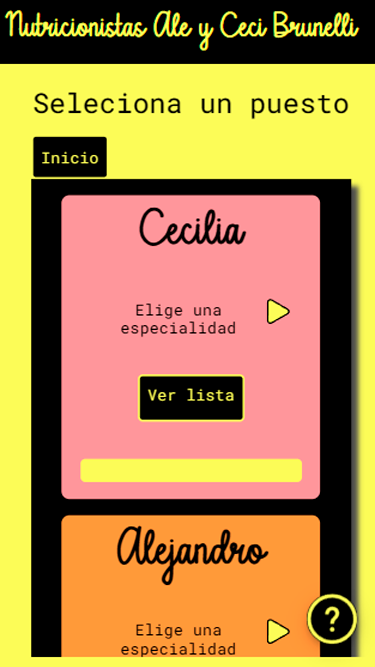 Nutricionistas Ale y Ceci Brunelli
Seleciona un puesto
Inicio
Cecilia
Elige una
especialidad
Ver lista
Alejandro
Elige una
especialidad
?